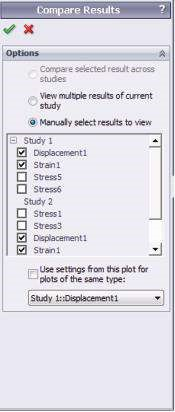 Compare Results ?
Options
Compare selected result across
studies
View multiple results of current
study
Manually select results to view
Study 1
Displacement1
Strain1
Stress5
Stress6
Study 2
Stress1
Stress3
Displacement1
Strain1
Use settings from this plot for
plots of the same type:
Study 1::Displacement1